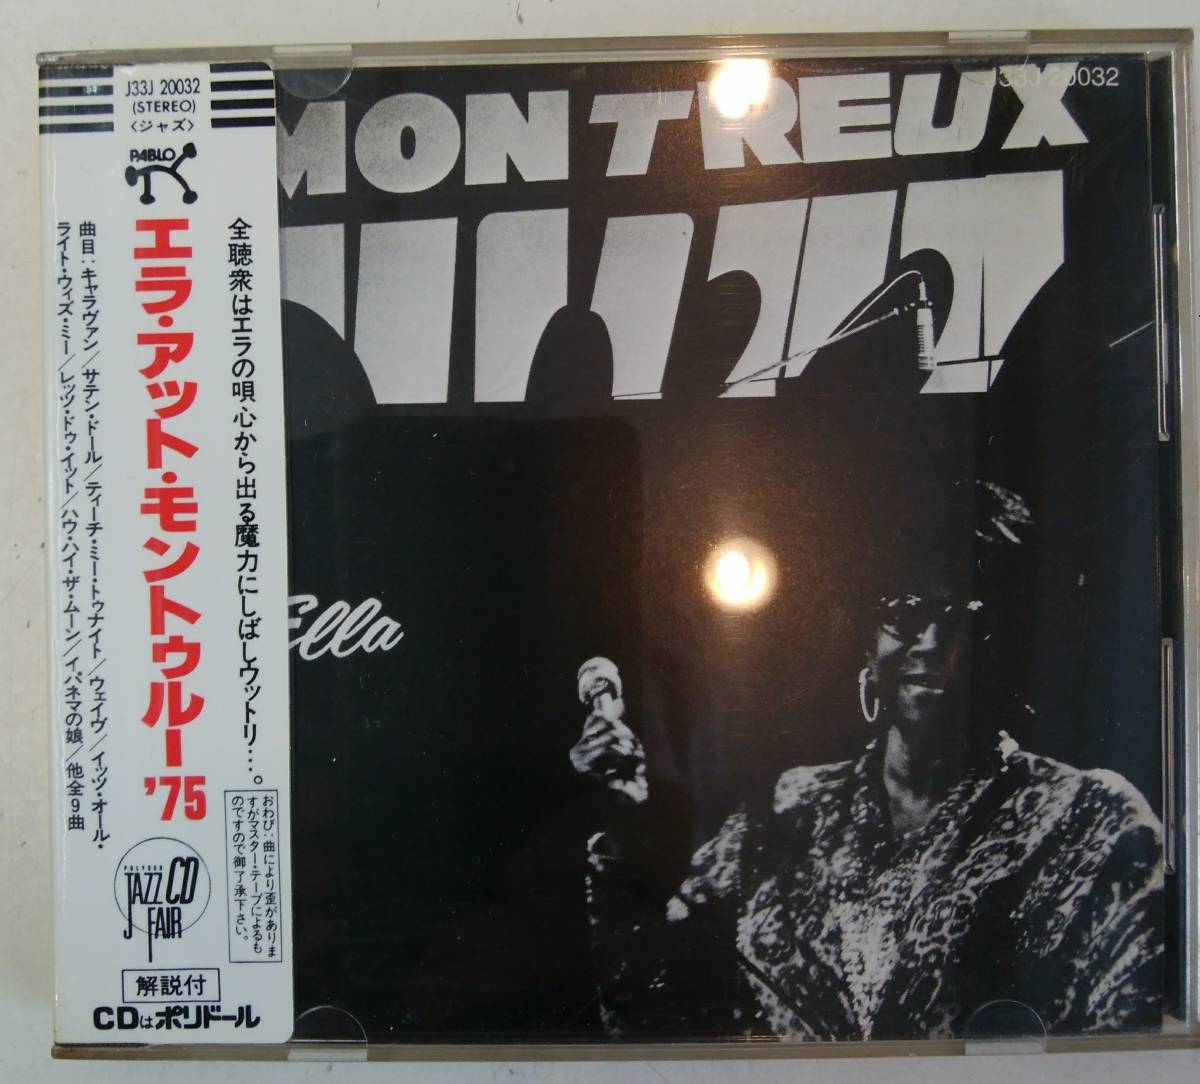 J33J 20032
(STEREO)
〈ジャズ〉
PABLO
エラ・アット・モントゥルー '75
全聴衆はエラの唄心から出る魔力にしばしウットリ…。
曲目：キャラヴァン／サテン・ドール／ティーチ・ミー・トゥナイト／ウェイヴ／イッツ・オール・
ライト・ウィズ・ミー／レッツ・ドゥ・イット／ハウ・ハイ・ザ・ムーン／イパネマの娘／他全9曲
おわび：曲により歪がありま
すがマスター・テープによるも
のですので御了承下さい。
POLYDOR
JAZZ CD
FAIR
解説付
CDはポリドール
J33J 20032
MONTREUX
Ella